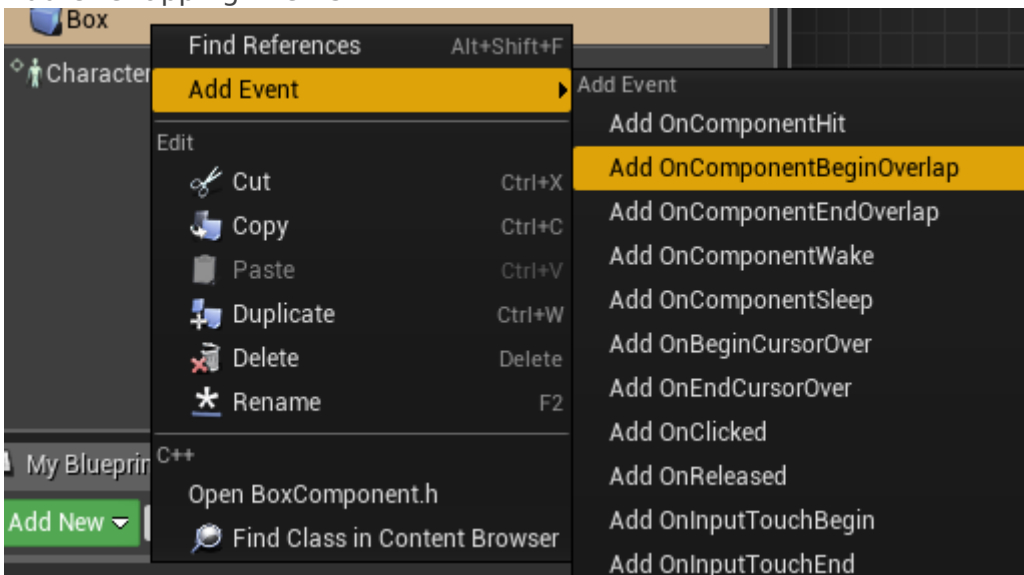 Box
Character
Find References Alt+Shift+F
Add Event
Edit
Cut Ctrl+X
Copy Ctrl+C
Paste Ctrl+V
Duplicate Ctrl+W
Delete Delete
Rename F2
C++
Open BoxComponent.h
Find Class in Content Browser
Add Event
Add OnComponentHit
Add OnComponentBeginOverlap
Add OnComponentEndOverlap
Add OnComponentWake
Add OnComponentSleep
Add OnBeginCursorOver
Add OnEndCursorOver
Add OnClicked
Add OnReleased
Add OnInputTouchBegin
Add OnInputTouchEnd
My Blueprin
Add New